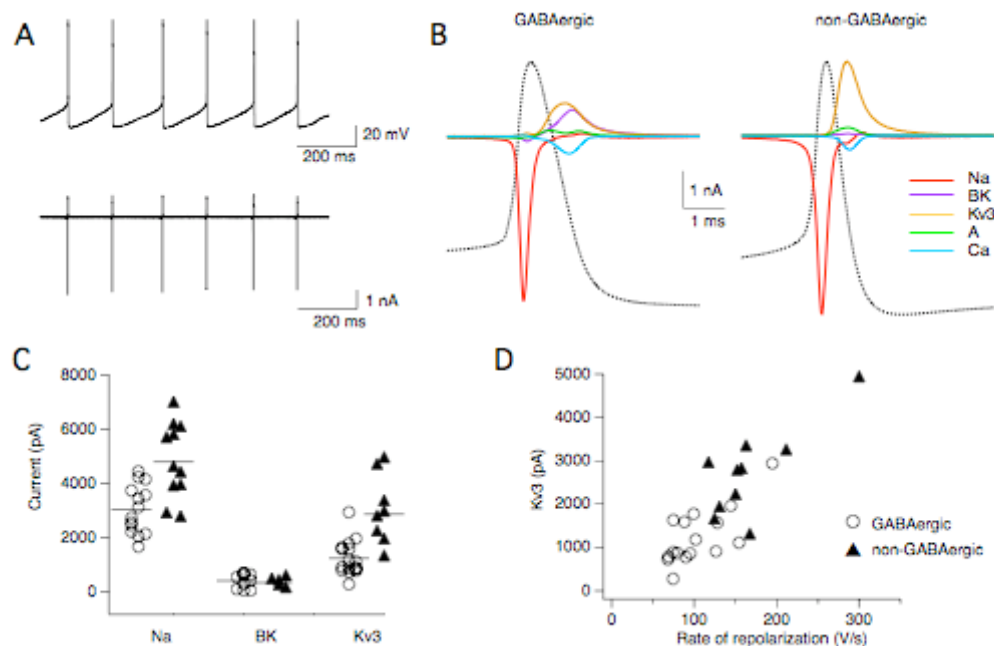 A
20 mV
200 ms
1 nA
200 ms
B
GABAergic
non-GABAergic
1 nA
1 ms
Na
BK
Kv3
A
Ca
C
8000
6000
4000
2000
0
Current (pA)
Na
BK
Kv3
D
5000
4000
3000
2000
1000
0
Kv3 (pA)
0
100
200
300
Rate of repolarization (V/s)
GABAergic
non-GABAergic